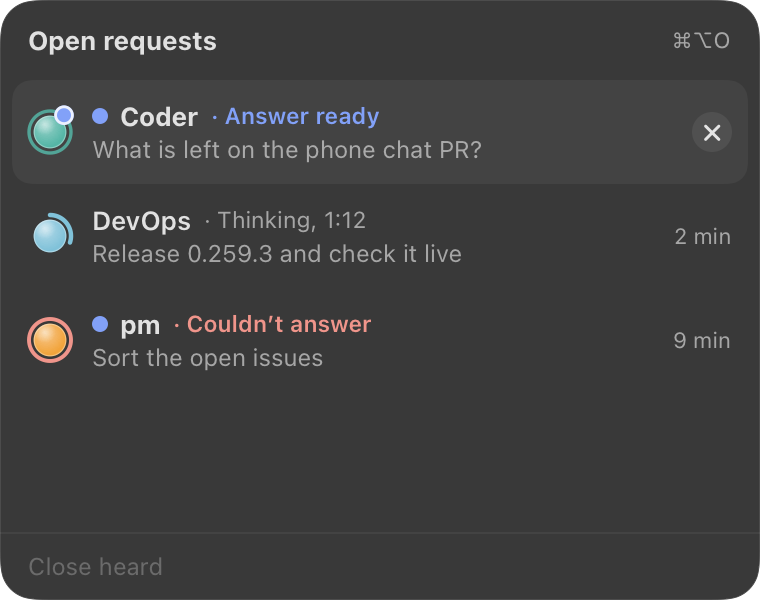 Open requests ⌘⌥O
Coder · Answer ready
What is left on the phone chat PR?
DevOps · Thinking, 1:12
Release 0.259.3 and check it live
2 min
pm · Couldn’t answer
Sort the open issues
9 min
Close heard